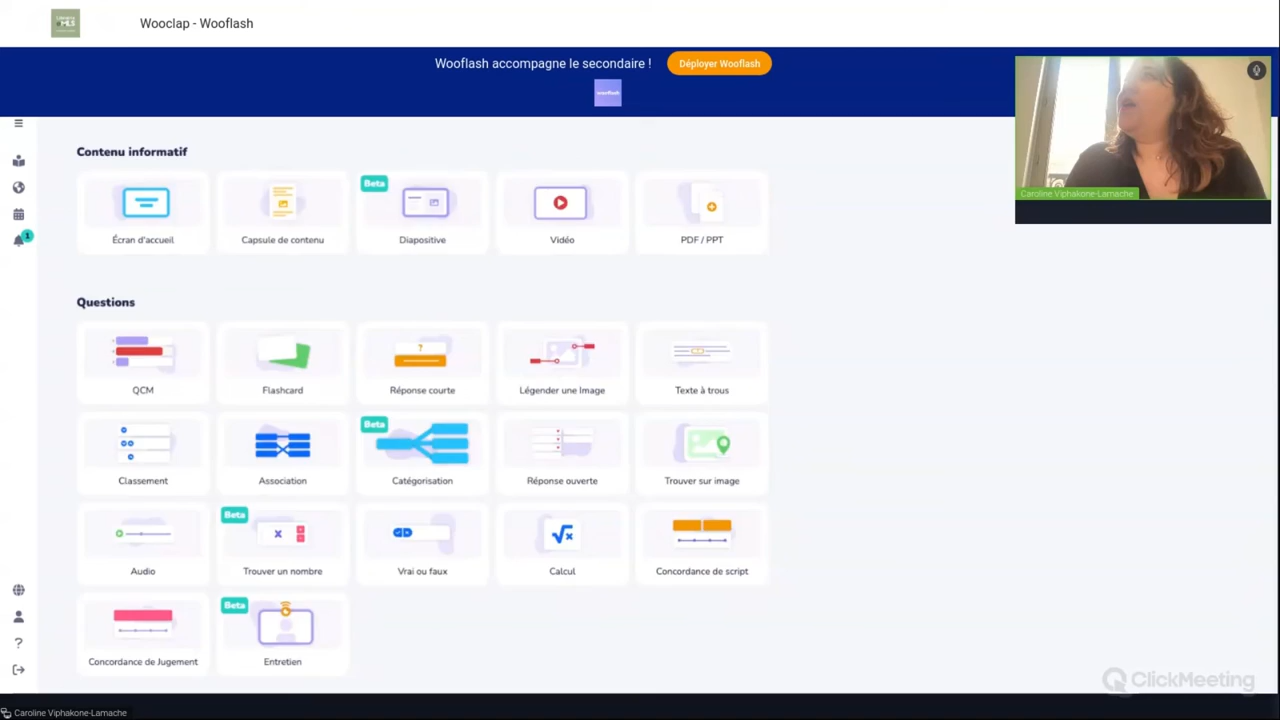 Wooclap - Wooflash
Wooflash accompagne le secondaire !
Déployer Wooflash
wooflash
Caroline Viphakone-Lamache
1
Contenu informatif
Écran d'accueil
Capsule de contenu
Beta
Diapositive
Vidéo
PDF / PPT
Questions
QCM
Flashcard
?
Réponse courte
Légender une Image
Texte à trous
Classement
Association
Beta
Catégorisation
Réponse ouverte
Trouver sur image
Audio
Beta
x
Trouver un nombre
Vrai ou faux
√x
Calcul
Concordance de script
Concordance de Jugement
Beta
Entretien
?
ClickMeeting
Caroline Viphakone-Lamache